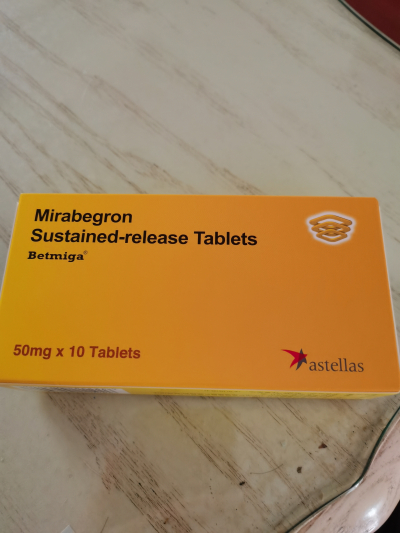 Mirabegron
Sustained-release Tablets
Betmiga®
50mg x 10 Tablets
astellas